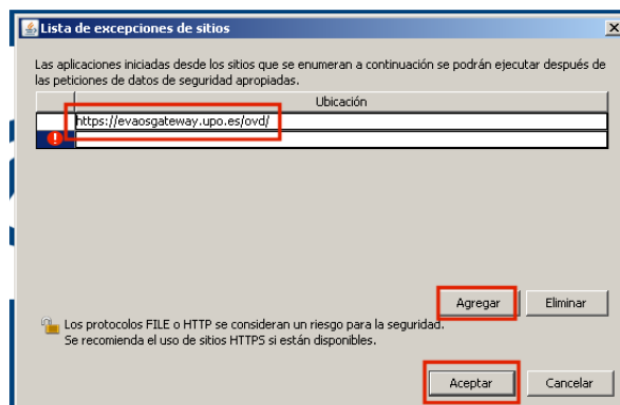 Lista de excepciones de sitios
Las aplicaciones iniciadas desde los sitios que se enumeran a continuación se podrán ejecutar después de
las peticiones de datos de seguridad apropiadas.
Ubicación
https://evaosgateway.upo.es/ovd/
Agregar
Eliminar
Los protocolos FILE o HTTP se consideran un riesgo para la seguridad.
Se recomienda el uso de sitios HTTPS si están disponibles.
Aceptar
Cancelar